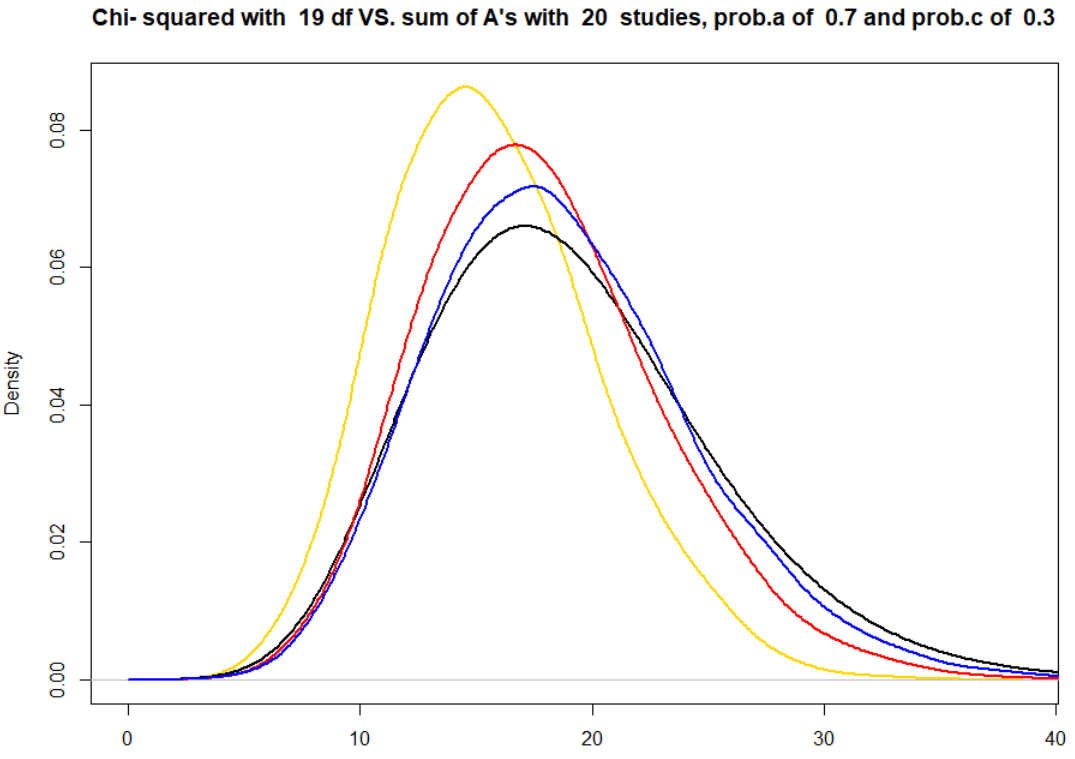 Chi- squared with 19 df VS. sum of A's with 20 studies, prob.a of 0.7 and prob.c of 0.3
Density
0.08
0.06
0.04
0.02
0.00
0 10 20 30 40